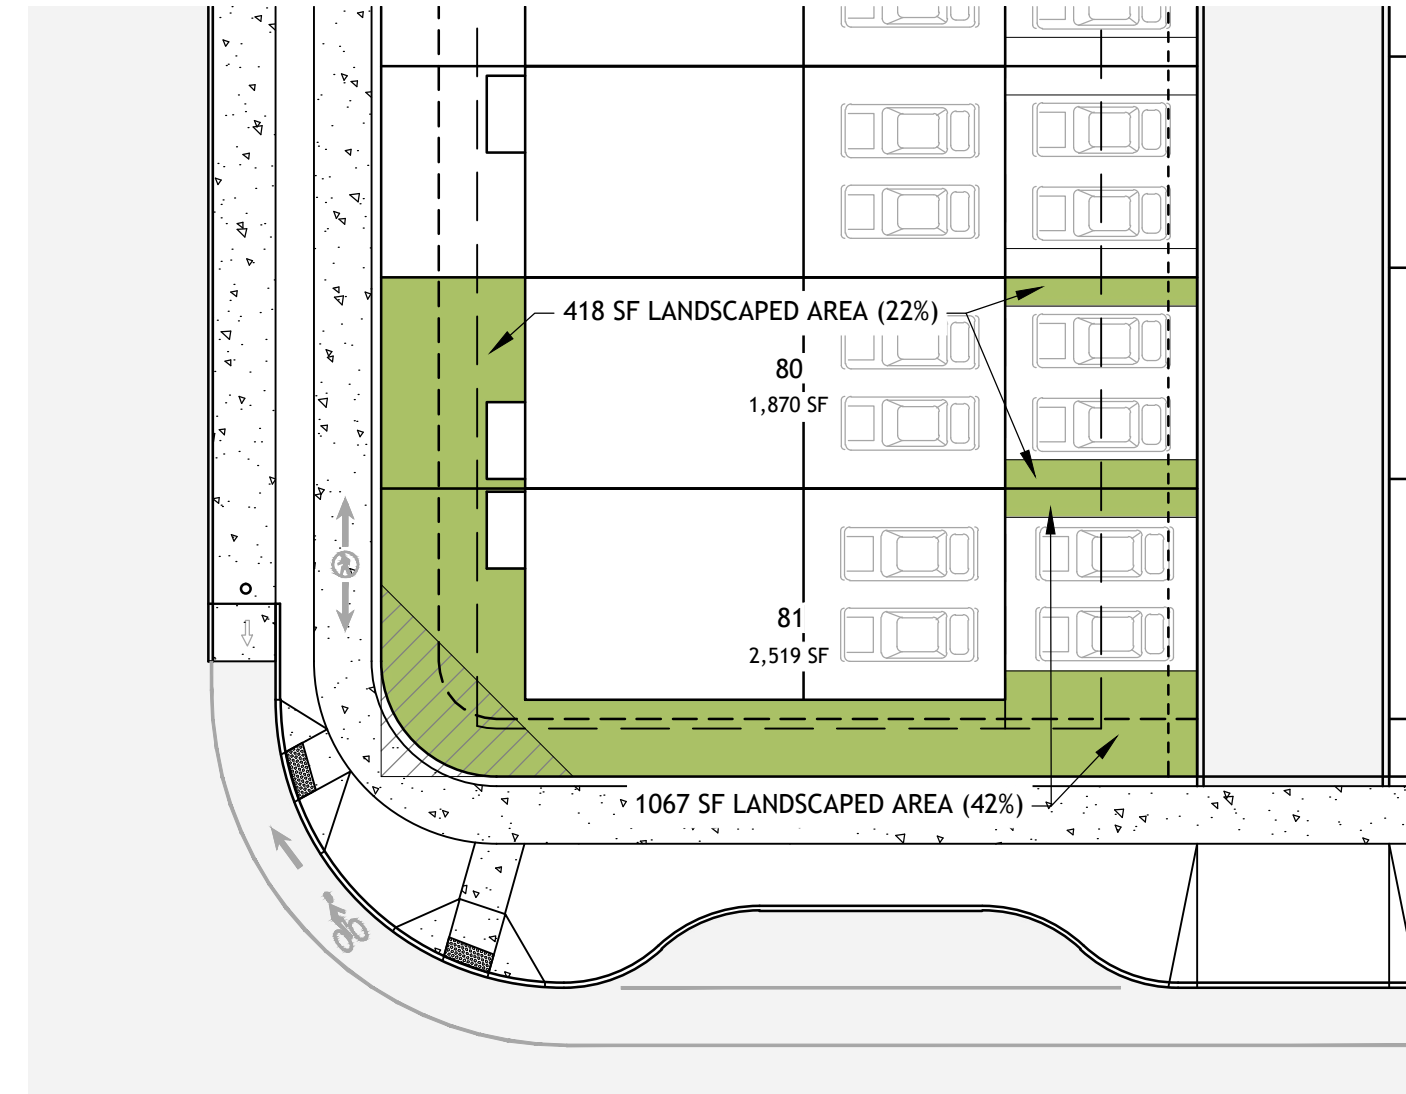 418 SF LANDSCAPED AREA (22%)
80
1,870 SF
81
2,519 SF
1067 SF LANDSCAPED AREA (42%)